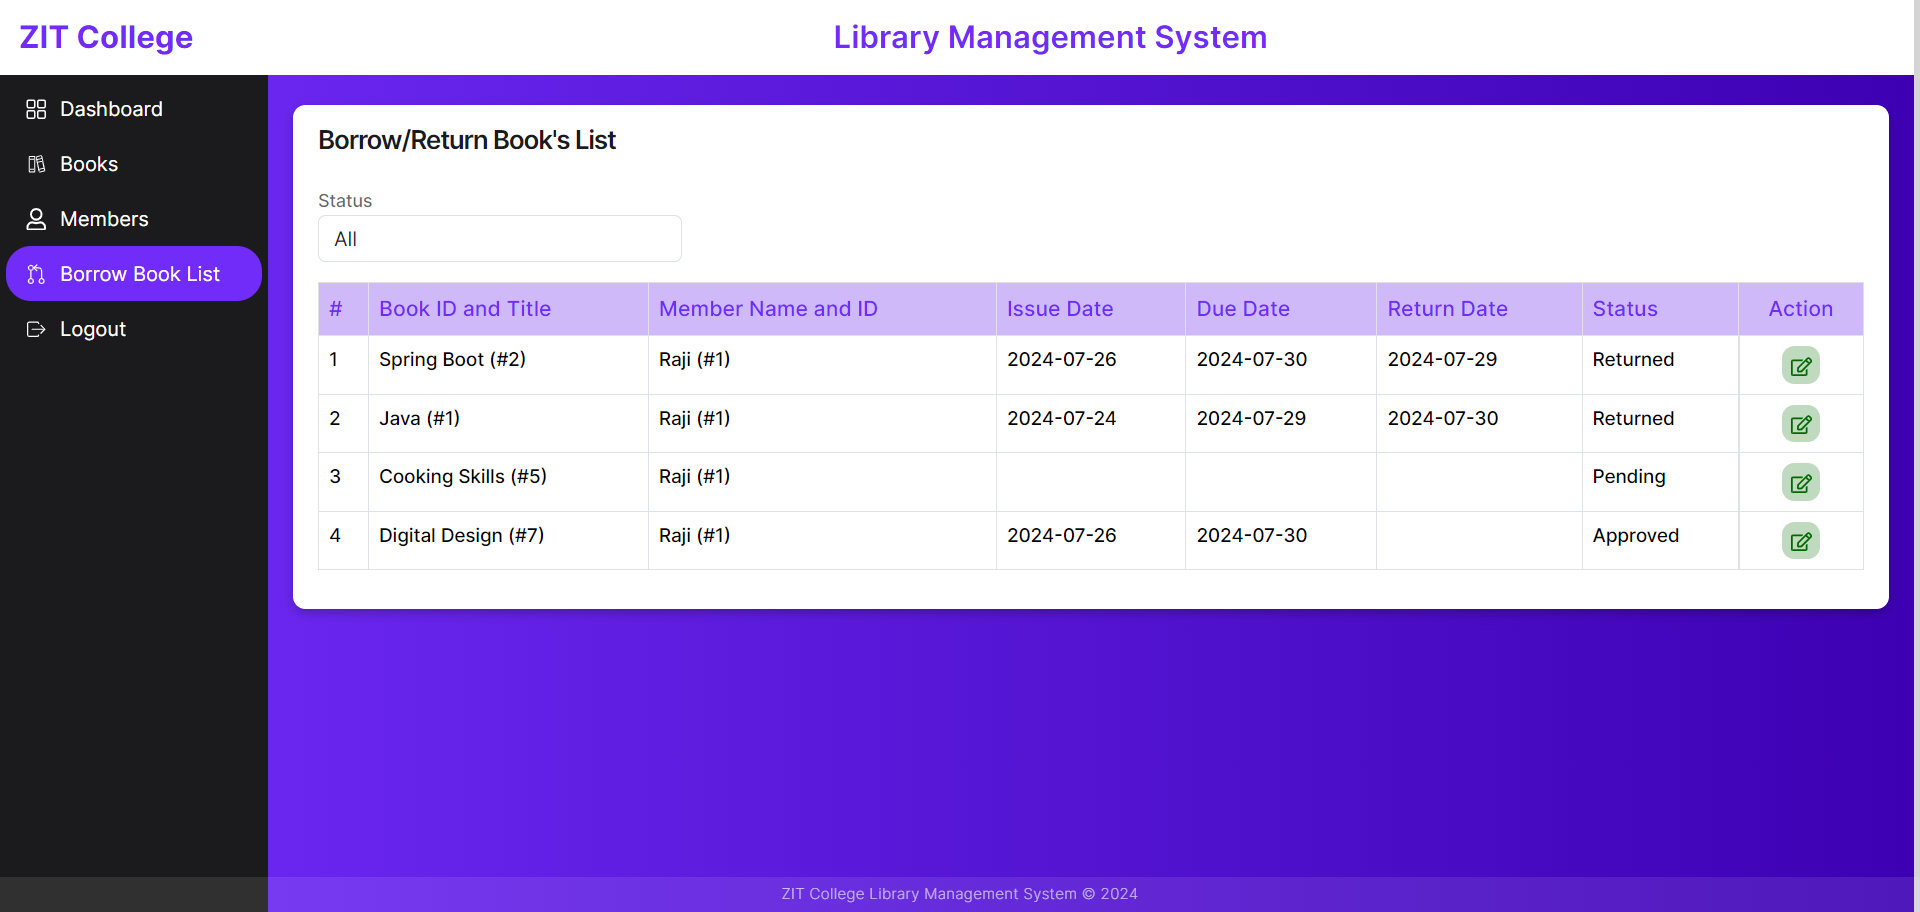 ZIT College
Library Management System
Dashboard
Books
Members
Borrow Book List
Logout
Borrow/Return Book's List
Status
All
# Book ID and Title Member Name and ID Issue Date Due Date Return Date Status Action
1 Spring Boot (#2) Raji (#1) 2024-07-26 2024-07-30 2024-07-29 Returned
2 Java (#1) Raji (#1) 2024-07-24 2024-07-29 2024-07-30 Returned
3 Cooking Skills (#5) Raji (#1) Pending
4 Digital Design (#7) Raji (#1) 2024-07-26 2024-07-30 Approved
ZIT College Library Management System © 2024